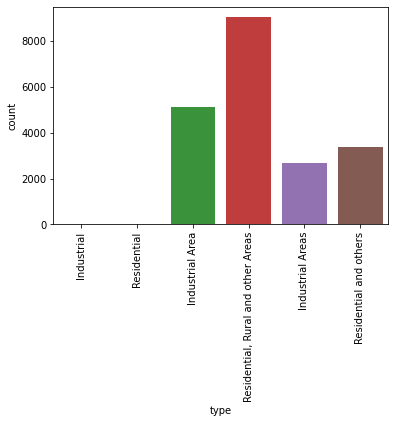 8000
6000
4000
2000
0
count
Industrial
Residential
Industrial Area
Residential, Rural and other Areas
Industrial Areas
Residential and others
type